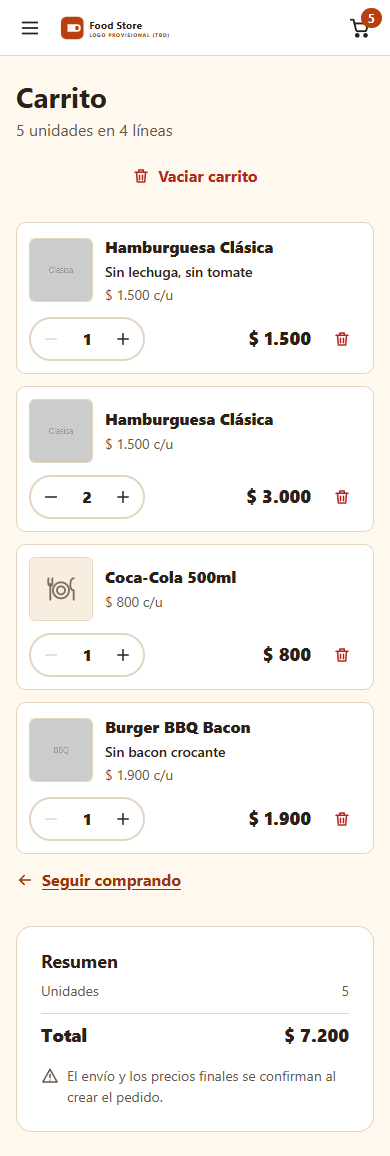 Food Store
LOGO PROVISIONAL (TBD)
5
Carrito
5 unidades en 4 líneas
Vaciar carrito
Clasica
Hamburguesa Clásica
Sin lechuga, sin tomate
$ 1.500 c/u
1
$ 1.500
Clasica
Hamburguesa Clásica
$ 1.500 c/u
2
$ 3.000
Coca-Cola 500ml
$ 800 c/u
1
$ 800
BBQ
Burger BBQ Bacon
Sin bacon crocante
$ 1.900 c/u
1
$ 1.900
Seguir comprando
Resumen
Unidades 5
Total $ 7.200
El envío y los precios finales se confirman al
crear el pedido.